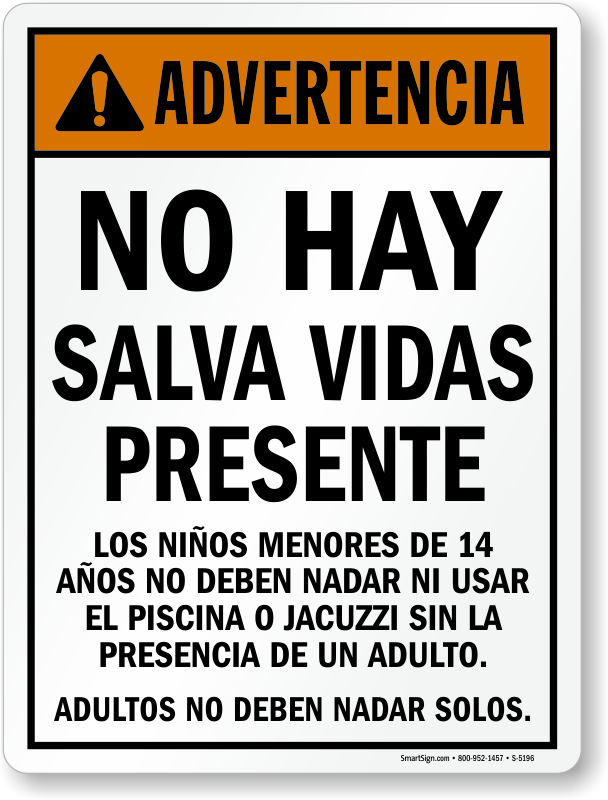 ADVERTENCIA
NO HAY
SALVA VIDAS
PRESENTE
LOS NIÑOS MENORES DE 14
AÑOS NO DEBEN NADAR NI USAR
EL PISCINA O JACUZZI SIN LA
PRESENCIA DE UN ADULTO.
ADULTOS NO DEBEN NADAR SOLOS.
SmartSign.com • 800-952-1457 • S-5196